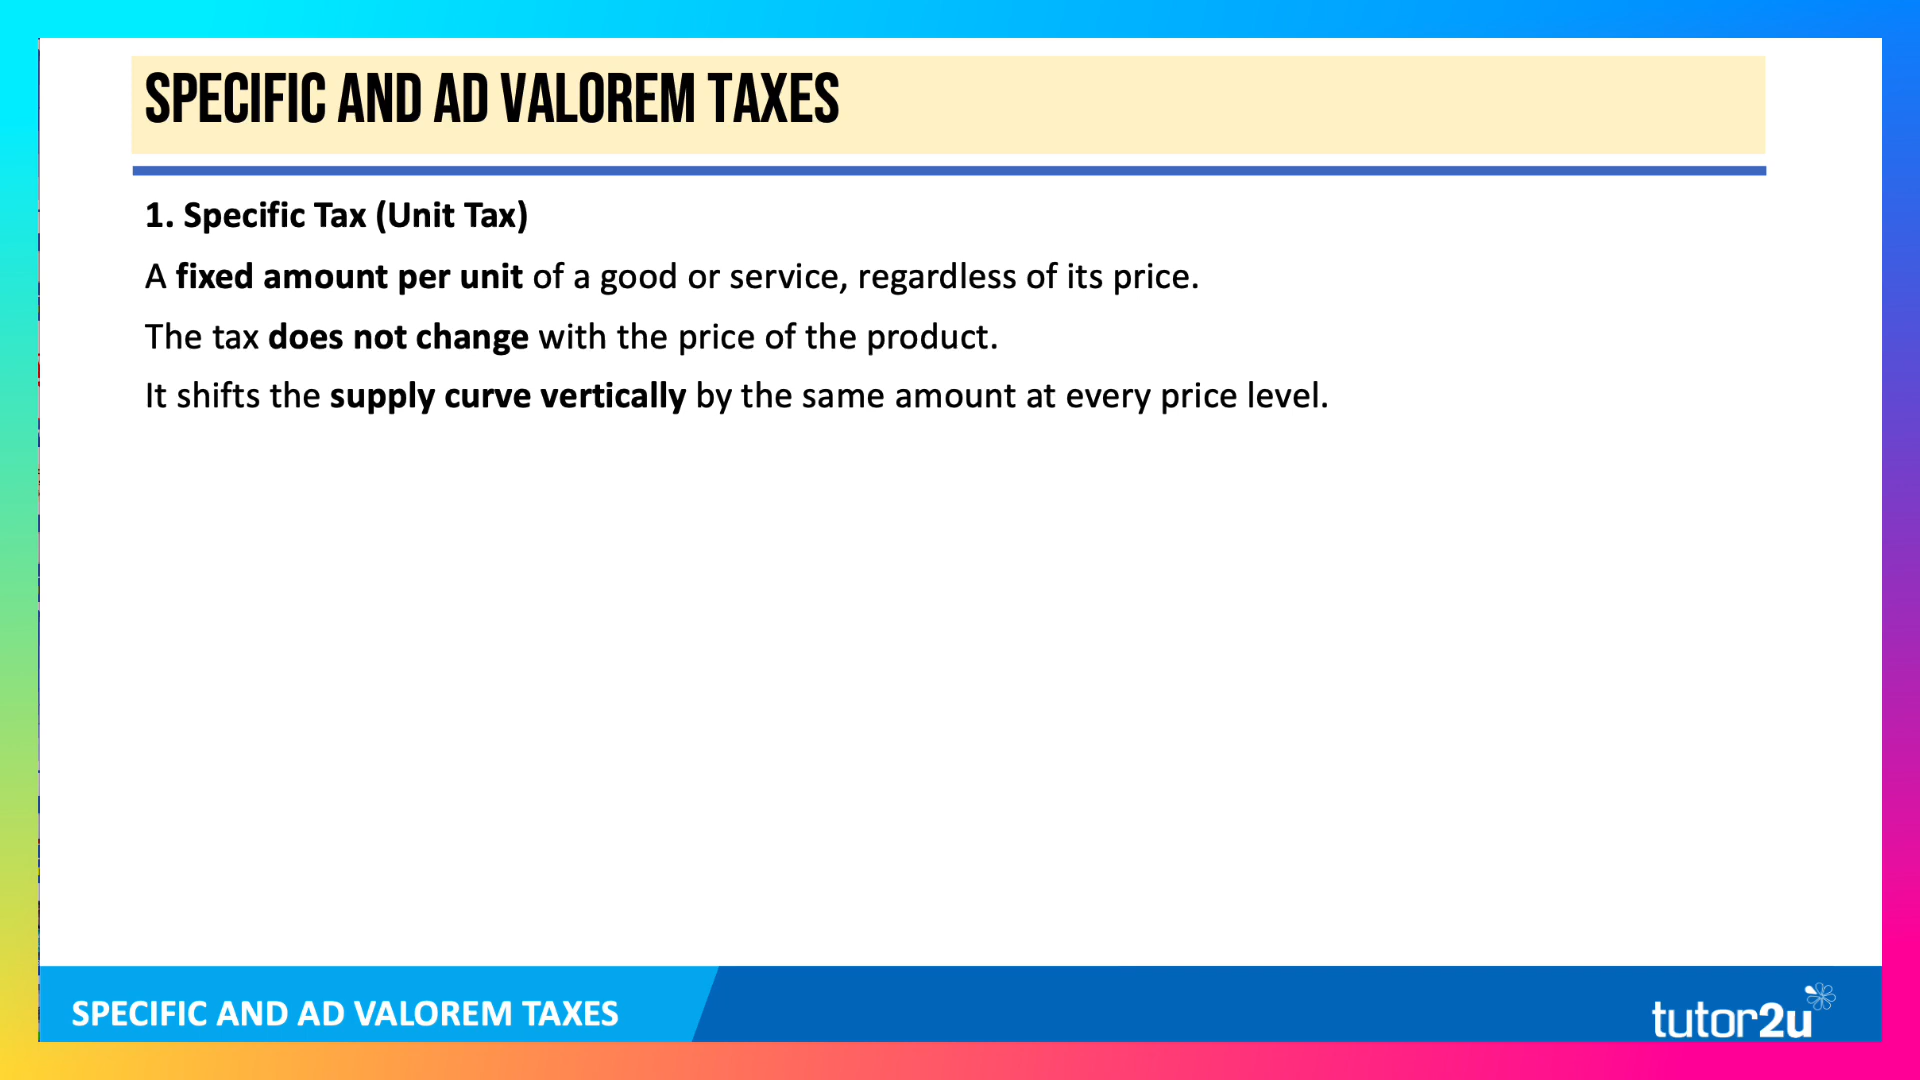 SPECIFIC AND AD VALOREM TAXES
1. Specific Tax (Unit Tax)
A fixed amount per unit of a good or service, regardless of its price.
The tax does not change with the price of the product.
It shifts the supply curve vertically by the same amount at every price level.
SPECIFIC AND AD VALOREM TAXES
tutor2u